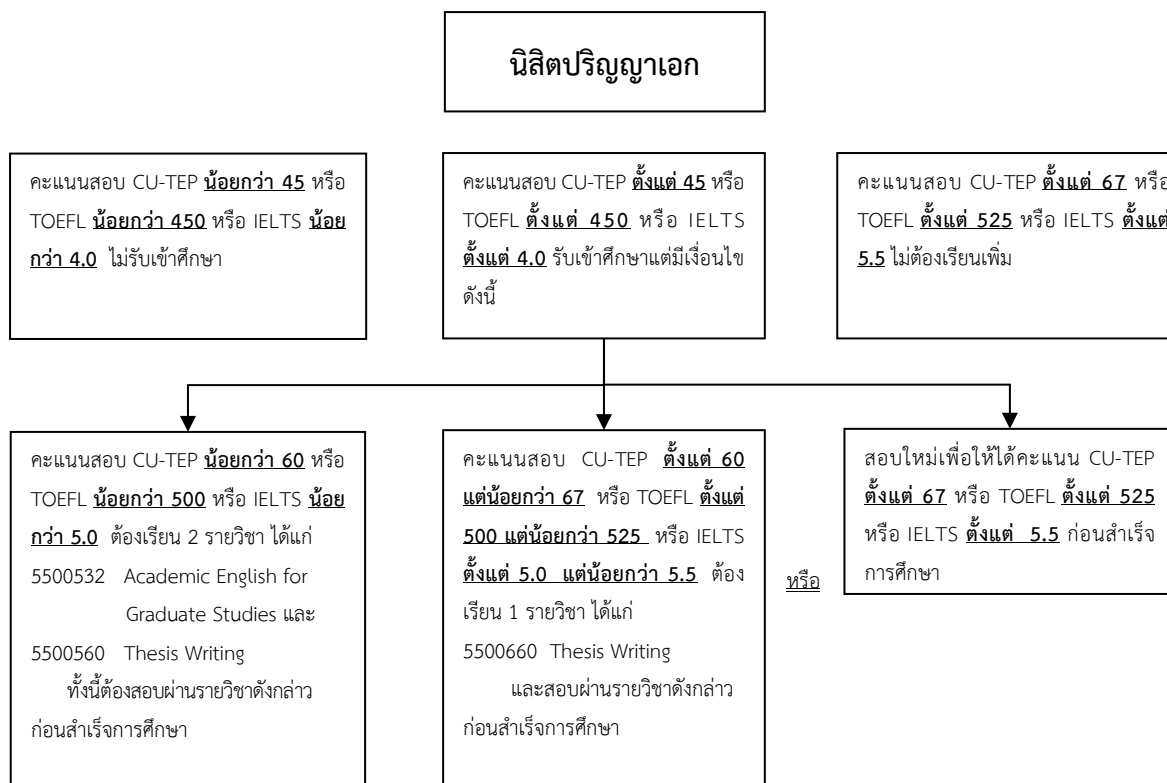 นิสิตปริญญาเอก
คะแนนสอบ CU-TEP น้อยกว่า 45 หรือ
TOEFL น้อยกว่า 450 หรือ IELTS น้อย
กว่า 4.0 ไม่รับเข้าศึกษา
คะแนนสอบ CU-TEP ตั้งแต่ 45 หรือ
TOEFL ตั้งแต่ 450 หรือ IELTS
ตั้งแต่ 4.0 รับเข้าศึกษาแต่มีเงื่อนไข
ดังนี้
คะแนนสอบ CU-TEP ตั้งแต่ 67 หรือ
TOEFL ตั้งแต่ 525 หรือ IELTS ตั้งแต่
5.5 ไม่ต้องเรียนเพิ่ม
คะแนนสอบ CU-TEP น้อยกว่า 60 หรือ
TOEFL น้อยกว่า 500 หรือ IELTS น้อย
กว่า 5.0 ต้องเรียน 2 รายวิชา ได้แก่
5500532 Academic English for
Graduate Studies และ
5500560 Thesis Writing
ทั้งนี้ต้องสอบผ่านรายวิชาดังกล่าว
ก่อนสำเร็จการศึกษา
คะแนนสอบ CU-TEP ตั้งแต่ 60
แต่น้อยกว่า 67 หรือ TOEFL ตั้งแต่
500 แต่น้อยกว่า 525 หรือ IELTS
ตั้งแต่ 5.0 แต่น้อยกว่า 5.5 ต้อง
เรียน 1 รายวิชา ได้แก่
5500660 Thesis Writing
และสอบผ่านรายวิชาดังกล่าว
ก่อนสำเร็จการศึกษา
หรือ
สอบใหม่เพื่อให้ได้คะแนน CU-TEP
ตั้งแต่ 67 หรือ TOEFL ตั้งแต่ 525
หรือ IELTS ตั้งแต่ 5.5 ก่อนสำเร็จ
การศึกษา